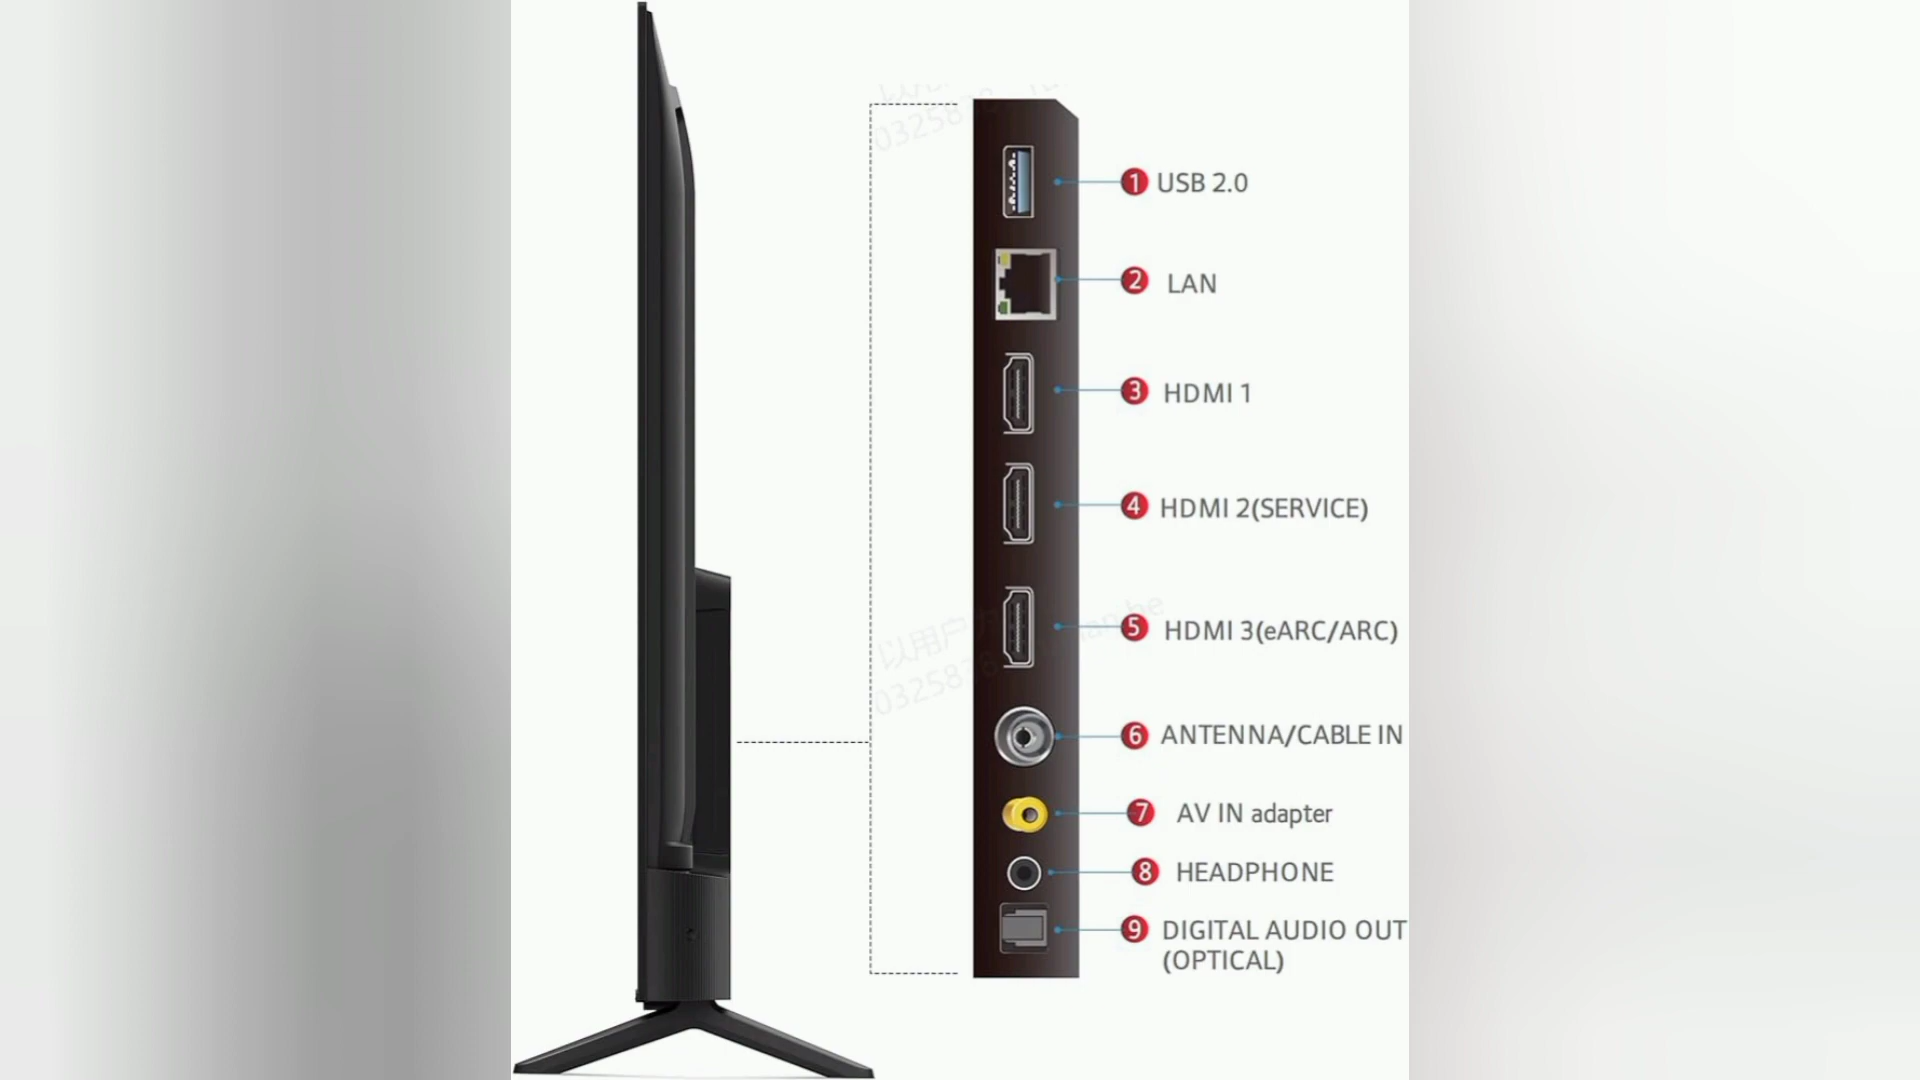 1 USB 2.0
2 LAN
3 HDMI 1
4 HDMI 2(SERVICE)
5 HDMI 3(eARC/ARC)
6 ANTENNA/CABLE IN
7 AV IN adapter
8 HEADPHONE
9 DIGITAL AUDIO OUT
(OPTICAL)